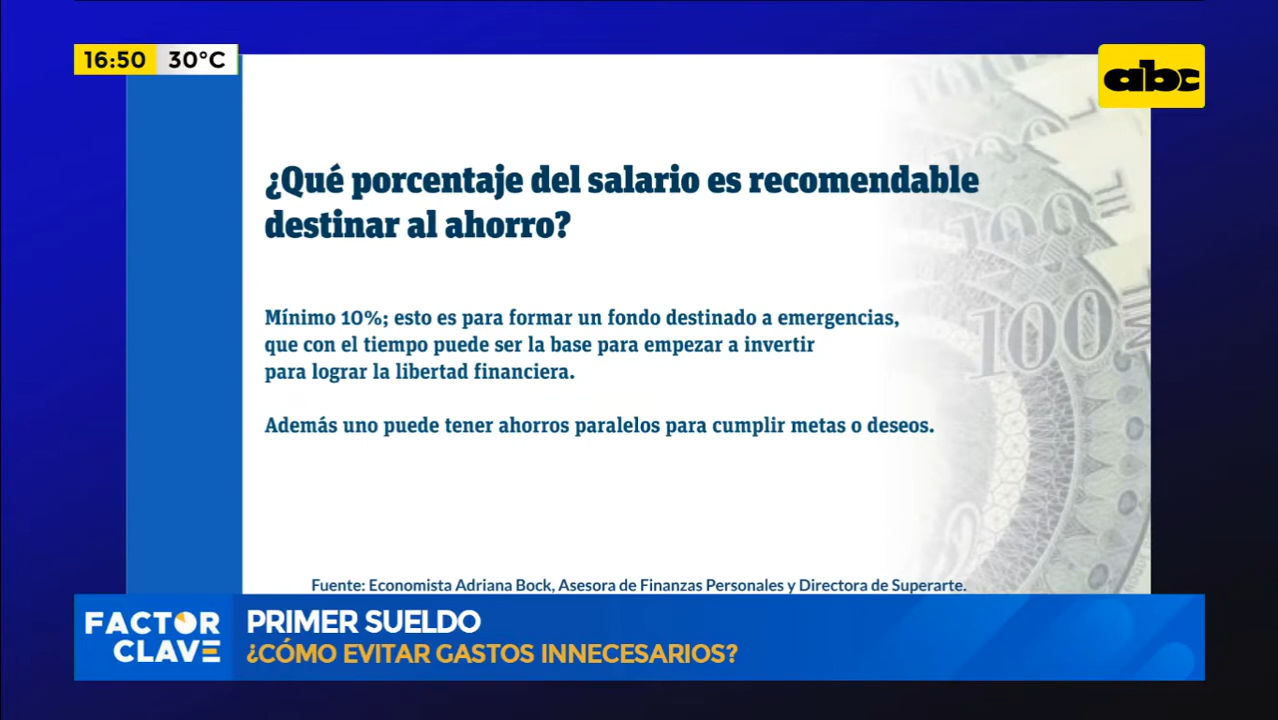 16:50 30°C
abc
¿Qué porcentaje del salario es recomendable
destinar al ahorro?
Mínimo 10%; esto es para formar un fondo destinado a emergencias,
que con el tiempo puede ser la base para empezar a invertir
para lograr la libertad financiera.
Además uno puede tener ahorros paralelos para cumplir metas o deseos.
100
100 MIL
Fuente: Economista Adriana Bock, Asesora de Finanzas Personales y Directora de Superarte.
FACTOR
CLAVE
PRIMER SUELDO
¿CÓMO EVITAR GASTOS INNECESARIOS?